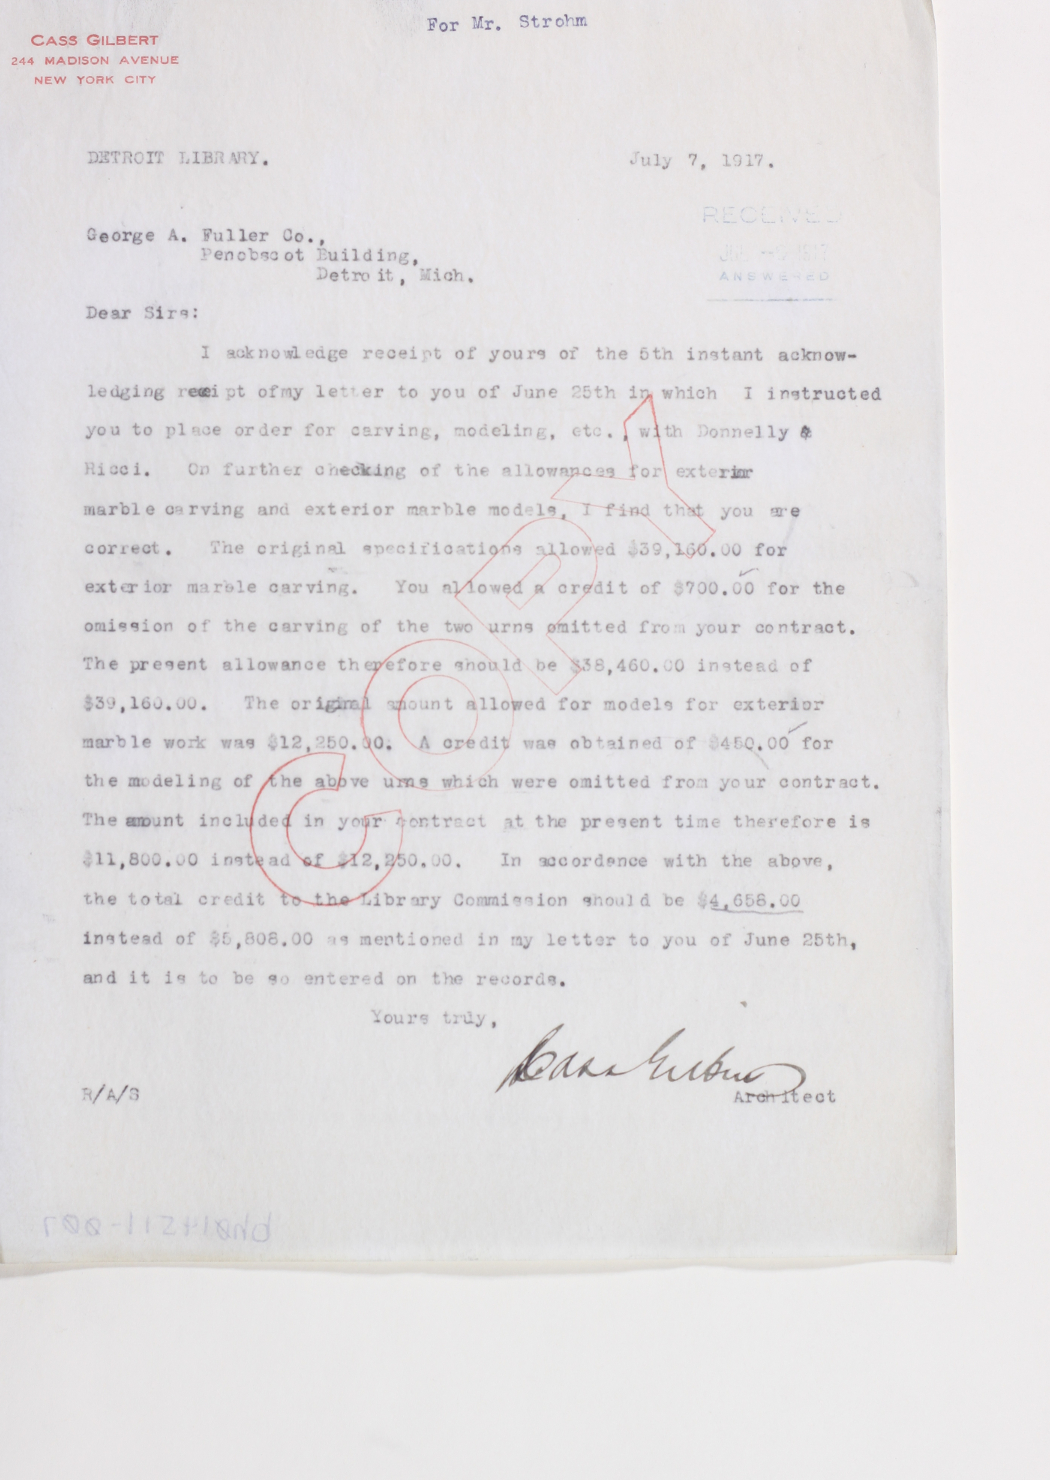 For Mr. Strohm
CASS GILBERT
244 MADISON AVENUE
NEW YORK CITY
DETROIT LIBRARY. July 7, 1917.
RECEIVED
ANSWERED
George A. Fuller Co.,
Penobscot Building,
Detroit, Mich.
Dear Sirs:
I acknowledge receipt of yours of the 5th instant acknow-
ledging receipt ofmy letter to you of June 25th in which I instructed
you to place order for carving, modeling, etc., with Donnelly &
Ricci. On further checking of the allowances for exterior
marble carving and exterior marble models, I find that you are
correct. The original specifications allowed $39,160.00 for
exterior marble carving. You allowed a credit of $700.00 for the
omission of the carving of the two urns omitted from your contract.
The present allowance therefore should be $38,460.00 instead of
$39,160.00. The original amount allowed for models for exterior
marble work was $12,250.00. A credit was obtained of $450.00 for
the modeling of the above urns which were omitted from your contract.
The amount included in your contract at the present time therefore is
$11,800.00 instead of $12,250.00. In accordance with the above,
the total credit to the Library Commission should be $4,658.00
instead of $5,808.00 as mentioned in my letter to you of June 25th,
and it is to be so entered on the records.
Yours truly,
Cass Gilbert
R/A/S Architect
COPY